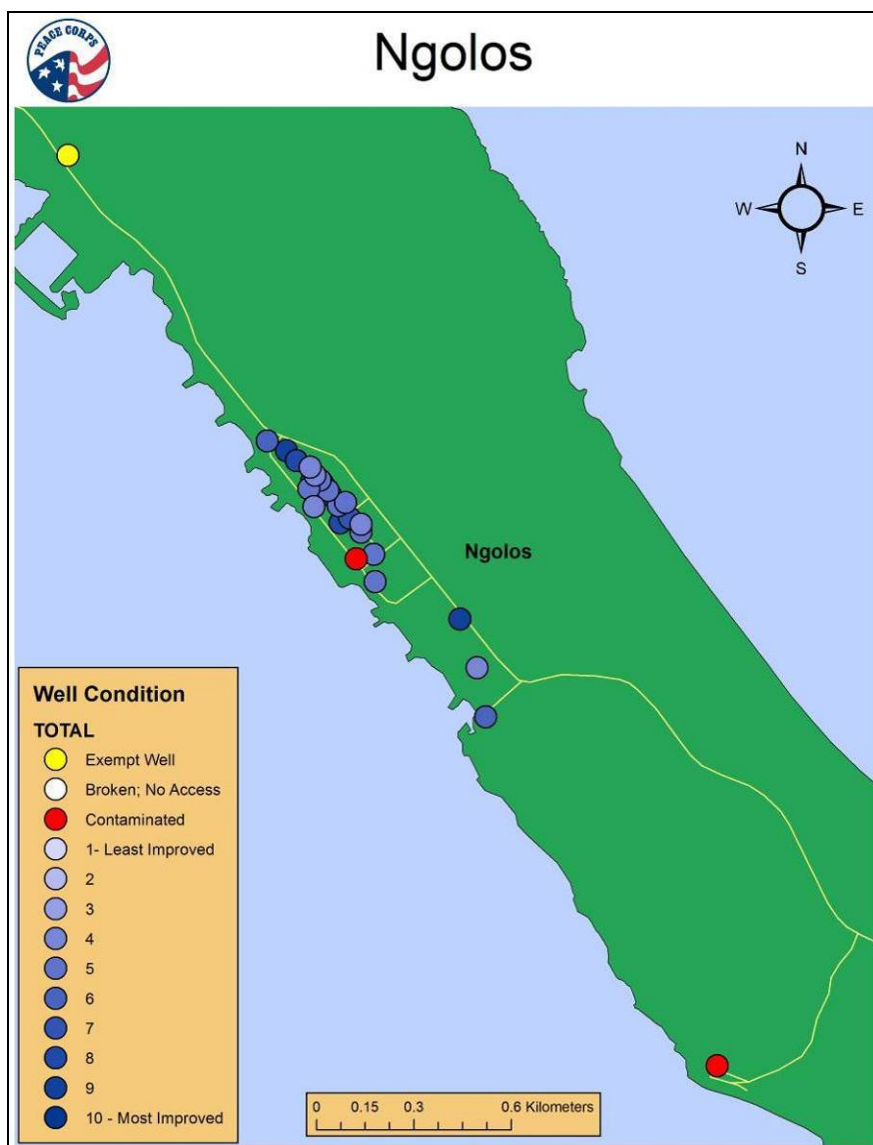 PEACE CORPS
Ngolos
N
W E
S
Ngolos
Well Condition
TOTAL
Exempt Well
Broken; No Access
Contaminated
1- Least Improved
2
3
4
5
6
7
8
9
10 - Most Improved
0 0.15 0.3 0.6 Kilometers